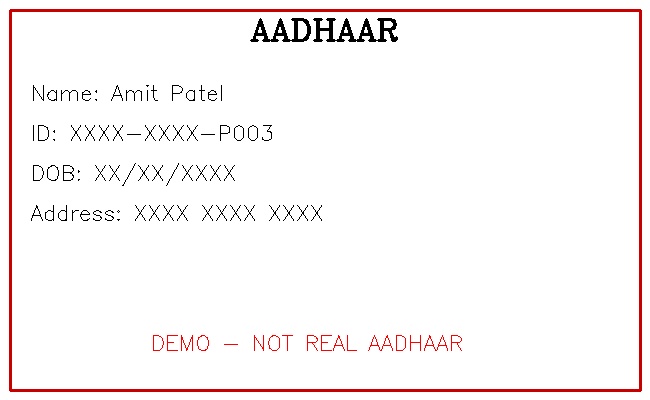 AADHAAR
Name: Amit Patel
ID: XXXX-XXXX-P003
DOB: XX/XX/XXXX
Address: XXXX XXXX XXXX
DEMO - NOT REAL AADHAAR